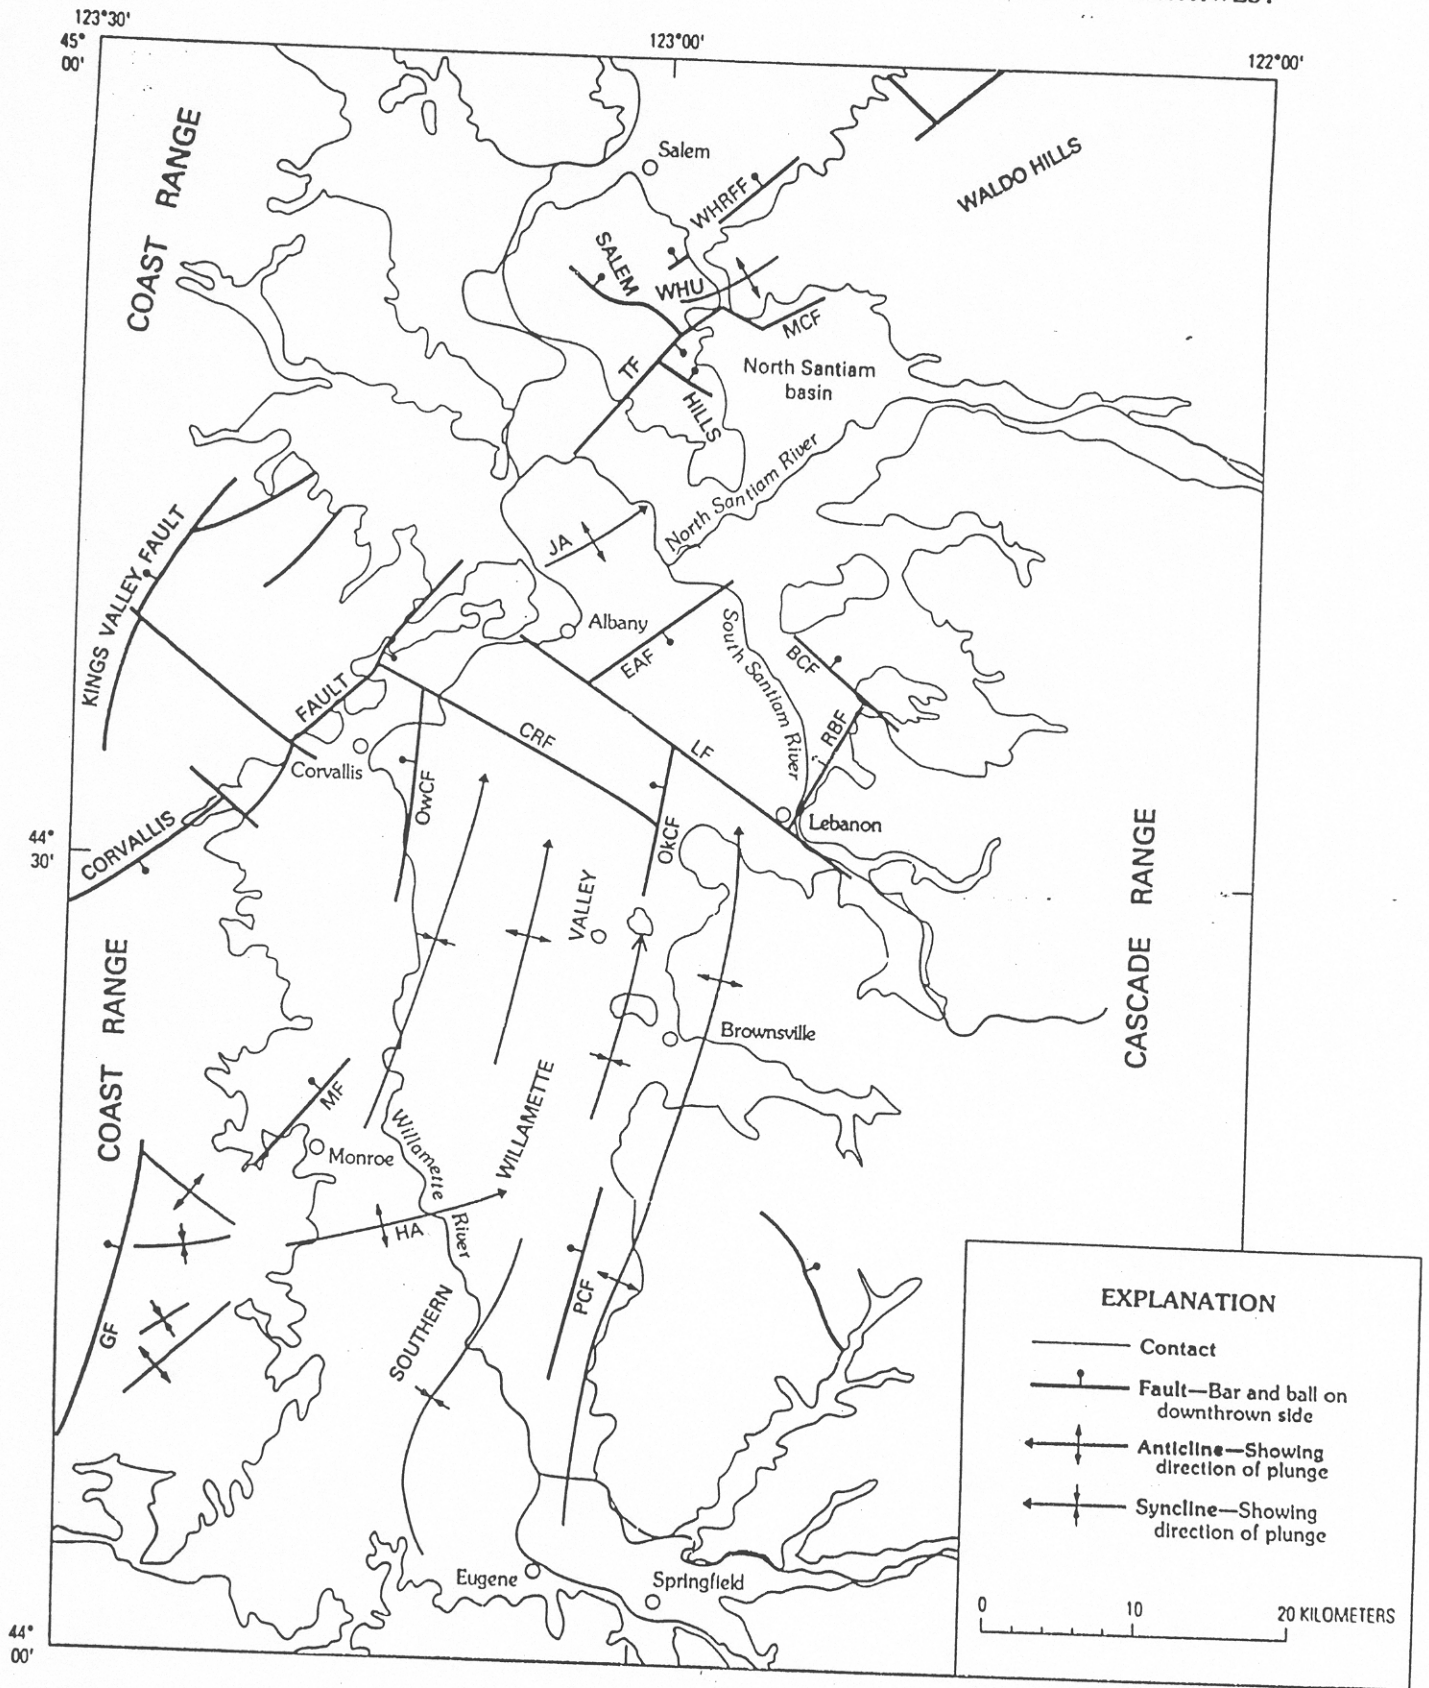 123°30'
45°
00'
123°00'
122°00'
COAST RANGE
Salem
WALDO HILLS
WHRFF
SALEM
WHU
MCF
TF
North Santiam
basin
HILLS
North Santiam River
JA
KINGS VALLEY FAULT
Albany
EAF
South Santiam River
BCF
FAULT
CRF
LF
RBF
Corvallis
OwCF
OkCF
Lebanon
44°
30'
CORVALLIS
VALLEY
CASCADE RANGE
COAST RANGE
Brownsville
MF
WILLAMETTE
Willamette
Monroe
HA
River
PCF
SOUTHERN
GF
EXPLANATION
Contact
Fault—Bar and ball on
downthrown side
Anticline—Showing
direction of plunge
Syncline—Showing
direction of plunge
Eugene
Springfield
0 10 20 KILOMETERS
44°
00'